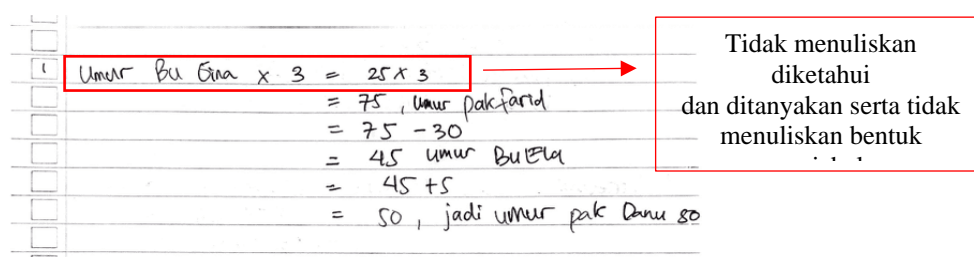 1 Umur Bu Gina x 3 = 25 x 3
= 75 , umur pak farid
= 75 - 30
= 45 umur Bu Ela
= 45 + 5
= 50 , jadi umur pak Danu 50
Tidak menuliskan
diketahui
dan ditanyakan serta tidak
menuliskan bentuk